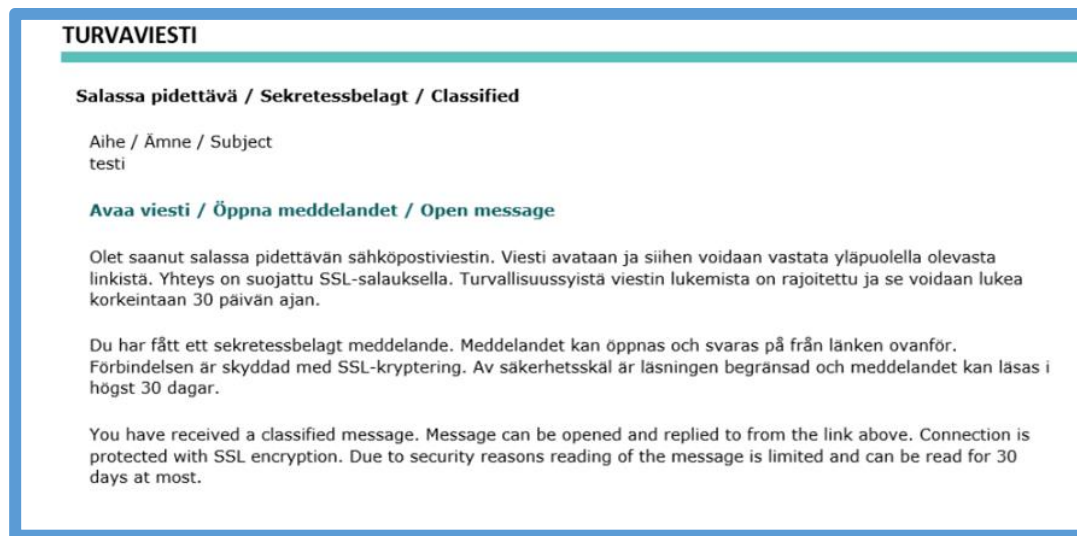 TURVAVIESTI
Salassa pidettävä / Sekretessbelagt / Classified
Aihe / Ämne / Subject
testi
Avaa viesti / Öppna meddelandet / Open message
Olet saanut salassa pidettävän sähköpostiviestin. Viesti avataan ja siihen voidaan vastata yläpuolella olevasta
linkistä. Yhteys on suojattu SSL-salauksella. Turvallisuussyistä viestin lukemista on rajoitettu ja se voidaan lukea
korkeintaan 30 päivän ajan.
Du har fått ett sekretessbelagt meddelande. Meddelandet kan öppnas och svaras på från länken ovanför.
Förbindelsen är skyddad med SSL-kryptering. Av säkerhetsskäl är läsningen begränsad och meddelandet kan läsas i
högst 30 dagar.
You have received a classified message. Message can be opened and replied to from the link above. Connection is
protected with SSL encryption. Due to security reasons reading of the message is limited and can be read for 30
days at most.